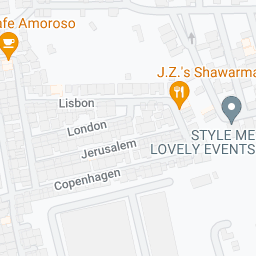 afe Amoroso
J.Z.'s Shawarma
Lisbon
London
STYLE ME
LOVELY EVENTS
Jerusalem
Copenhagen